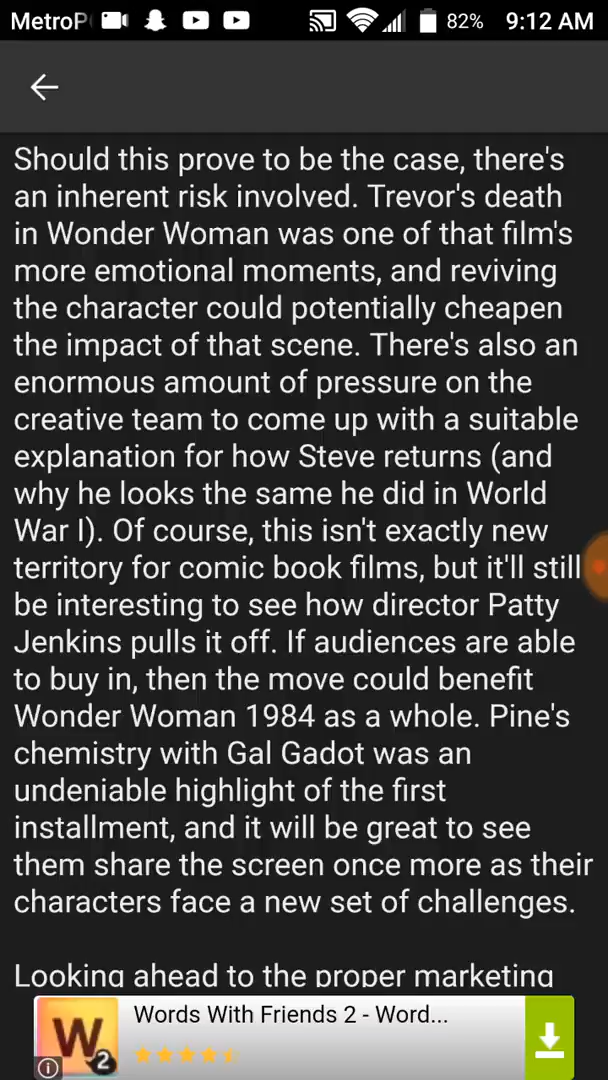 MetroP 82% 9:12 AM
Should this prove to be the case, there's
an inherent risk involved. Trevor's death
in Wonder Woman was one of that film's
more emotional moments, and reviving
the character could potentially cheapen
the impact of that scene. There's also an
enormous amount of pressure on the
creative team to come up with a suitable
explanation for how Steve returns (and
why he looks the same he did in World
War I). Of course, this isn't exactly new
territory for comic book films, but it'll still
be interesting to see how director Patty
Jenkins pulls it off. If audiences are able
to buy in, then the move could benefit
Wonder Woman 1984 as a whole. Pine's
chemistry with Gal Gadot was an
undeniable highlight of the first
installment, and it will be great to see
them share the screen once more as their
characters face a new set of challenges.
Looking ahead to the proper marketing
W 2
Words With Friends 2 - Word...